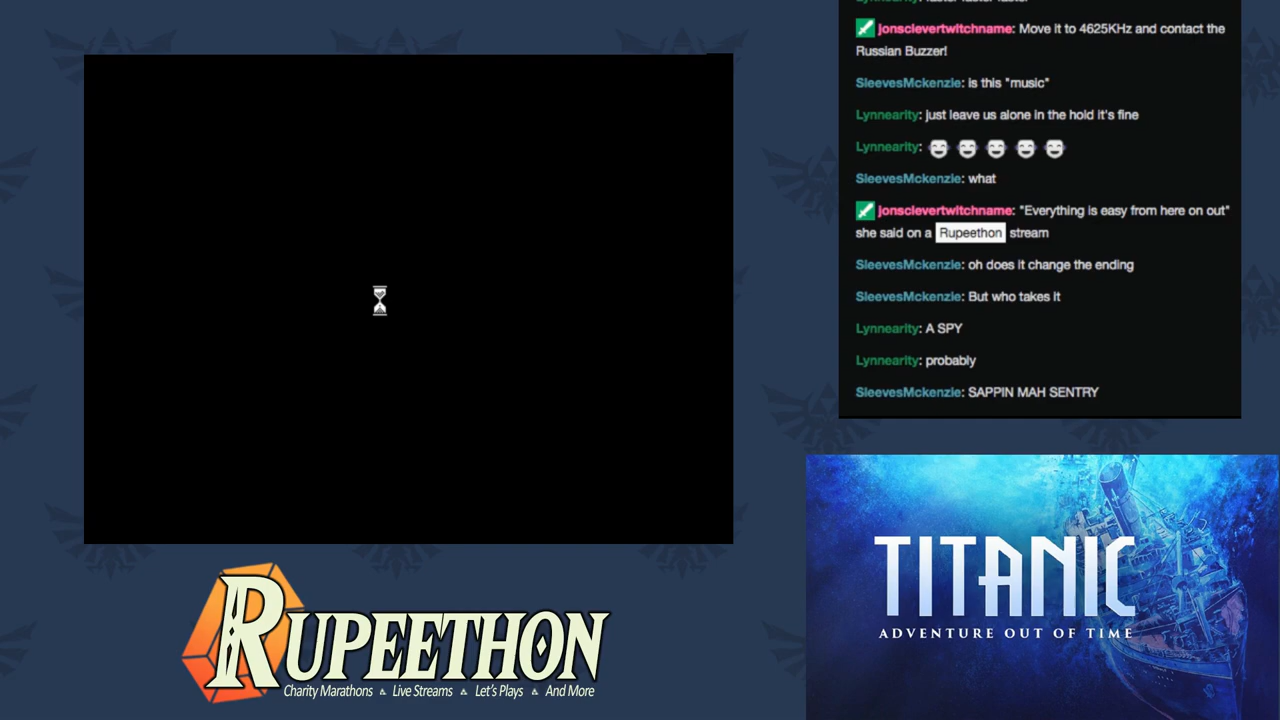 jonsclevertwitchname: Move it to 4625KHz and contact the
Russian Buzzer!
SleevesMckenzie: is this "music"
Lynnearity: just leave us alone in the hold it's fine
Lynnearity:
SleevesMckenzie: what
jonsclevertwitchname: "Everything is easy from here on out"
she said on a Rupeethon stream
SleevesMckenzie: oh does it change the ending
SleevesMckenzie: But who takes it
Lynnearity: A SPY
Lynnearity: probably
SleevesMckenzie: SAPPIN MAH SENTRY
RUPEETHON
Charity Marathons Live Streams Let's Plays And More
TITANIC
ADVENTURE OUT OF TIME